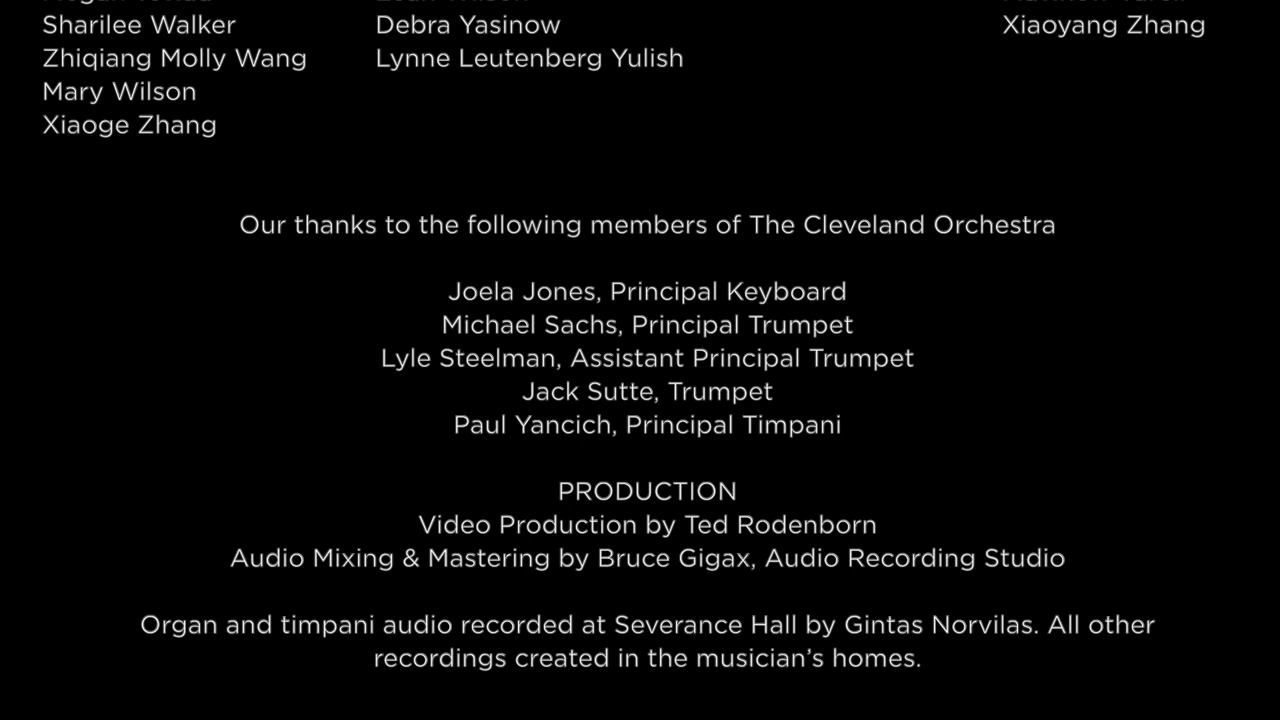 Sharilee Walker
Zhiqiang Molly Wang
Mary Wilson
Xiaoge Zhang
Debra Yasinow
Lynne Leutenberg Yulish
Xiaoyang Zhang
Our thanks to the following members of The Cleveland Orchestra
Joela Jones, Principal Keyboard
Michael Sachs, Principal Trumpet
Lyle Steelman, Assistant Principal Trumpet
Jack Sutte, Trumpet
Paul Yancich, Principal Timpani
PRODUCTION
Video Production by Ted Rodenborn
Audio Mixing & Mastering by Bruce Gigax, Audio Recording Studio
Organ and timpani audio recorded at Severance Hall by Gintas Norvilas. All other
recordings created in the musician’s homes.